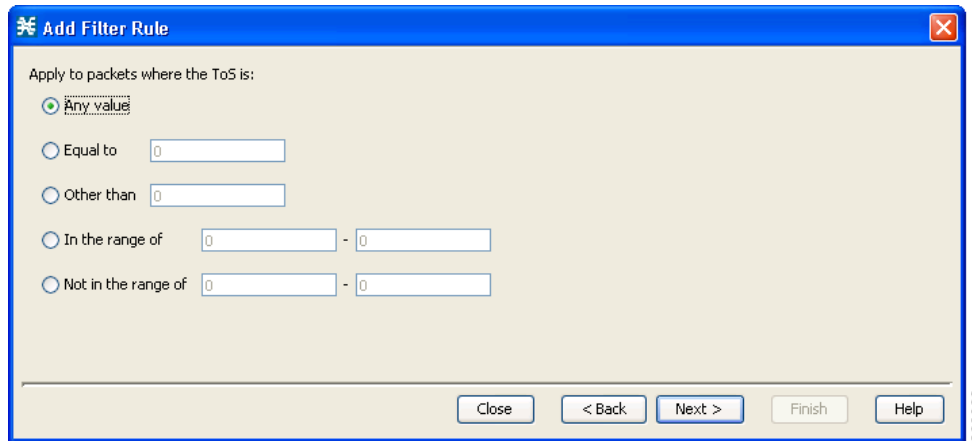 Add Filter Rule
Apply to packets where the ToS is:
Any value
Equal to 0
Other than 0
In the range of 0 - 0
Not in the range of 0 - 0
Close < Back Next > Finish Help